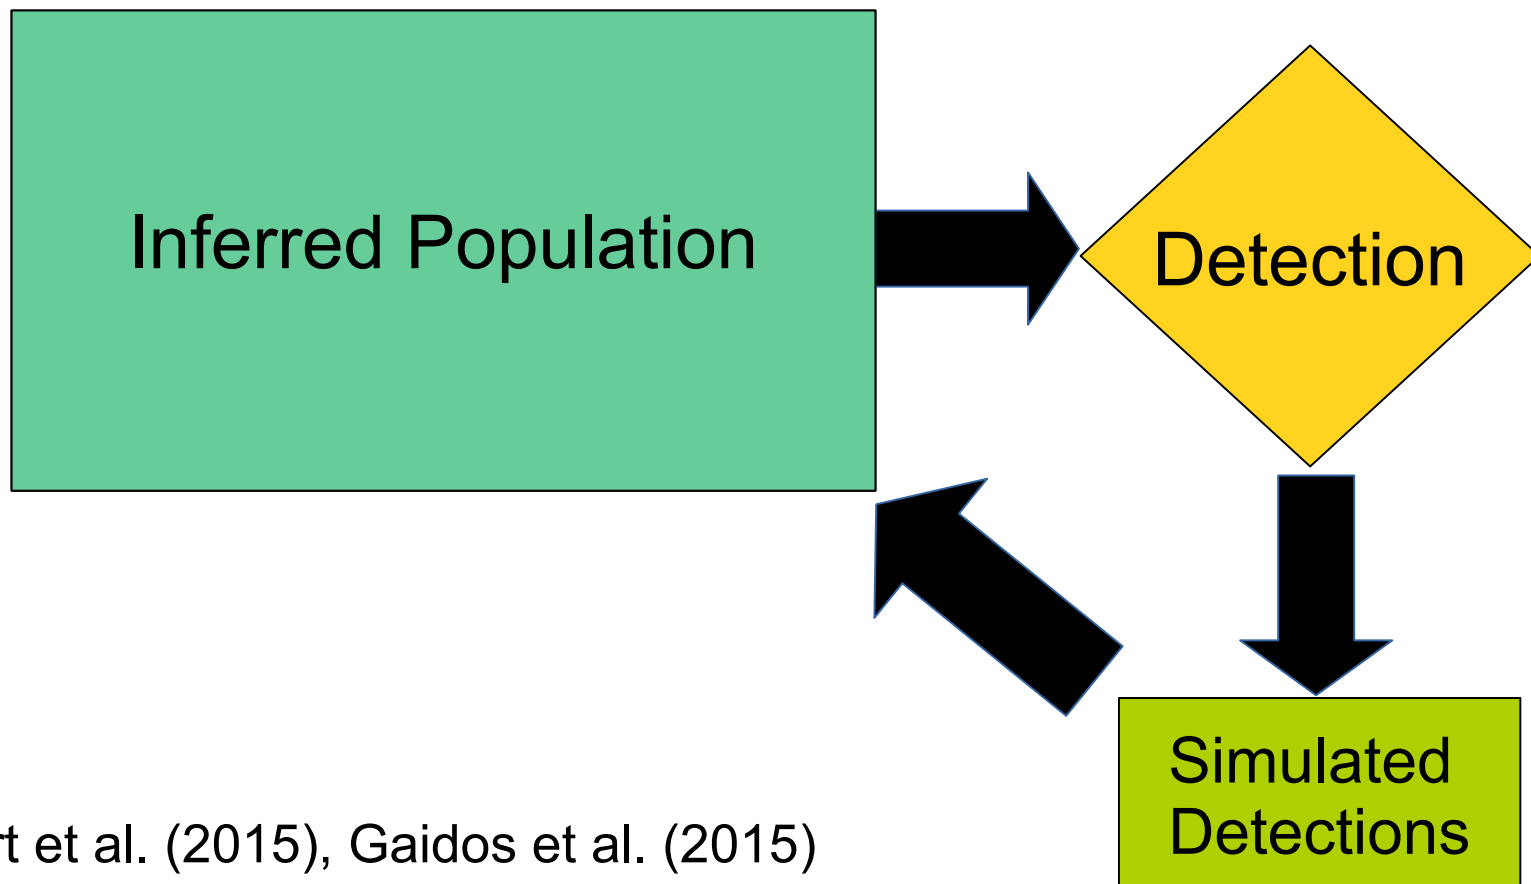 Inferred Population
Detection
Simulated
Detections
et al. (2015), Gaidos et al. (2015)